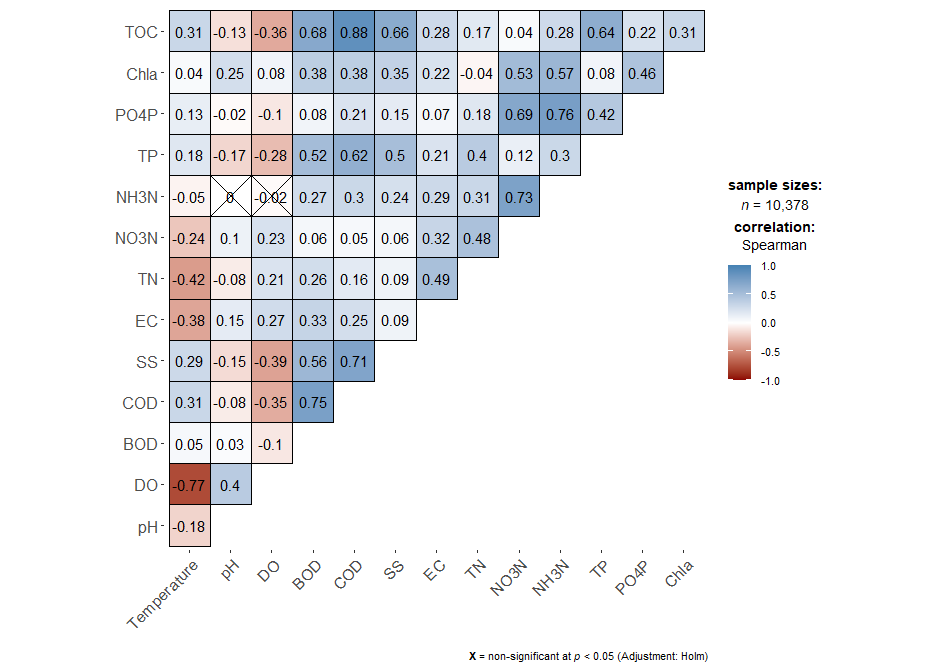 TOC 0.31 -0.13 -0.36 0.68 0.88 0.66 0.28 0.17 0.04 0.28 0.64 0.22 0.31
Chla 0.04 0.25 0.08 0.38 0.38 0.35 0.22 -0.04 0.53 0.57 0.08 0.46
PO4P 0.13 -0.02 -0.1 0.08 0.21 0.15 0.07 0.18 0.69 0.76 0.42
TP 0.18 -0.17 -0.28 0.52 0.62 0.5 0.21 0.4 0.12 0.3
NH3N -0.05 0 -0.02 0.27 0.3 0.24 0.29 0.31 0.73
NO3N -0.24 0.1 0.23 0.06 0.05 0.06 0.32 0.48
TN -0.42 -0.08 0.21 0.26 0.16 0.09 0.49
EC -0.38 0.15 0.27 0.33 0.25 0.09
SS 0.29 -0.15 -0.39 0.56 0.71
COD 0.31 -0.08 -0.35 0.75
BOD 0.05 0.03 -0.1
DO -0.77 0.4
pH -0.18
Temperature pH DO BOD COD SS EC TN NO3N NH3N TP PO4P Chla
sample sizes:
n = 10,378
correlation:
Spearman
1.0
0.5
0.0
-0.5
-1.0
X = non-significant at p < 0.05 (Adjustment: Holm)